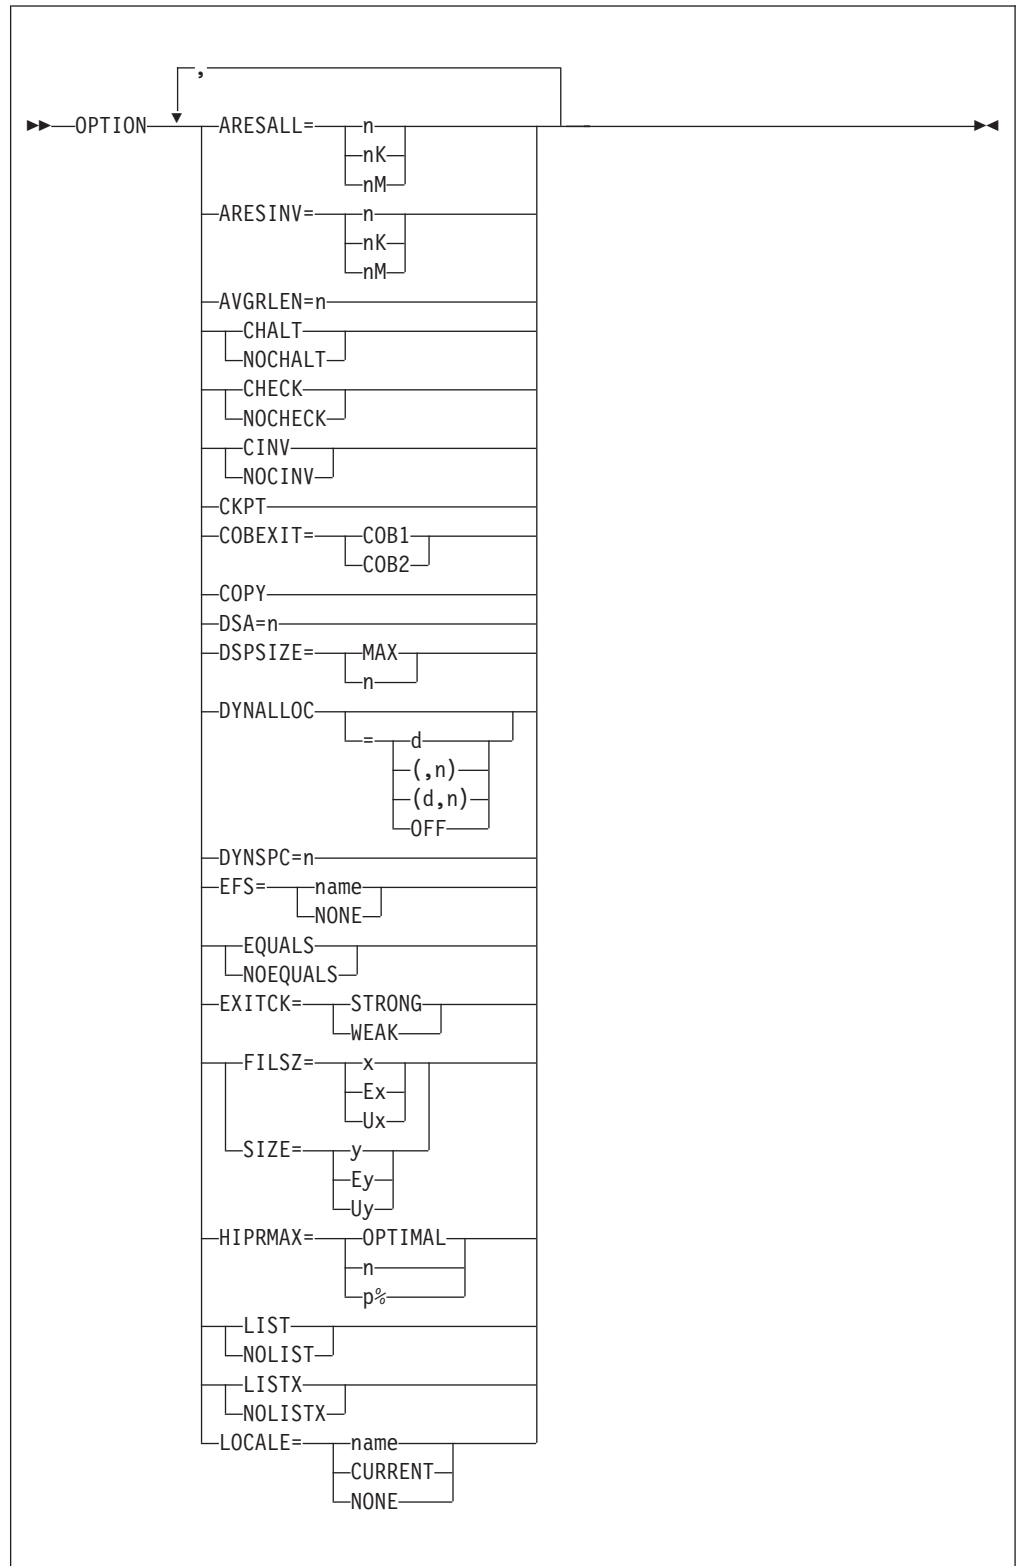 ,
OPTION ARESALL= n
nK
nM
ARESINV= n
nK
nM
AVGRLEN=n
CHALT
NOCHALT
CHECK
NOCHECK
CINV
NOCINV
CKPT
COBEXIT= COB1
COB2
COPY
DSA=n
DSPSIZE= MAX
n
DYNALLOC
= d
(,n)
(d,n)
OFF
DYNSPC=n
EFS= name
NONE
EQUALS
NOEQUALS
EXITCK= STRONG
WEAK
FILSZ= x
Ex
Ux
SIZE= y
Ey
Uy
HIPRMAX= OPTIMAL
n
p%
LIST
NOLIST
LISTX
NOLISTX
LOCALE= name
CURRENT
NONE